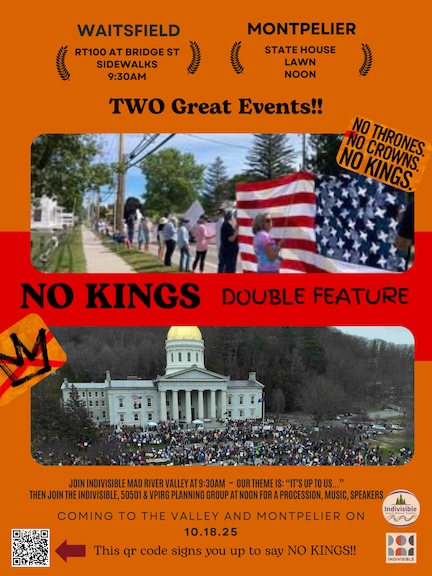 WAITSFIELD
RT100 AT BRIDGE ST
SIDEWALKS
9:30AM
MONTPELIER
STATE HOUSE
LAWN
NOON
TWO Great Events!!
NO THRONES.
NO CROWNS.
NO KINGS.
NO KINGS DOUBLE FEATURE
JOIN INDIVISIBLE MAD RIVER VALLEY AT 9:30AM – OUR THEME IS: “IT'S UP TO US...”
THEN JOIN THE INDIVISIBLE, 50501 & VPIRG PLANNING GROUP AT NOON FOR A PROCESSION, MUSIC, SPEAKERS
COMING TO THE VALLEY AND MONTPELIER ON
10.18.25
This qr code signs you up to say NO KINGS!!
Indivisible
INDIVISIBLE